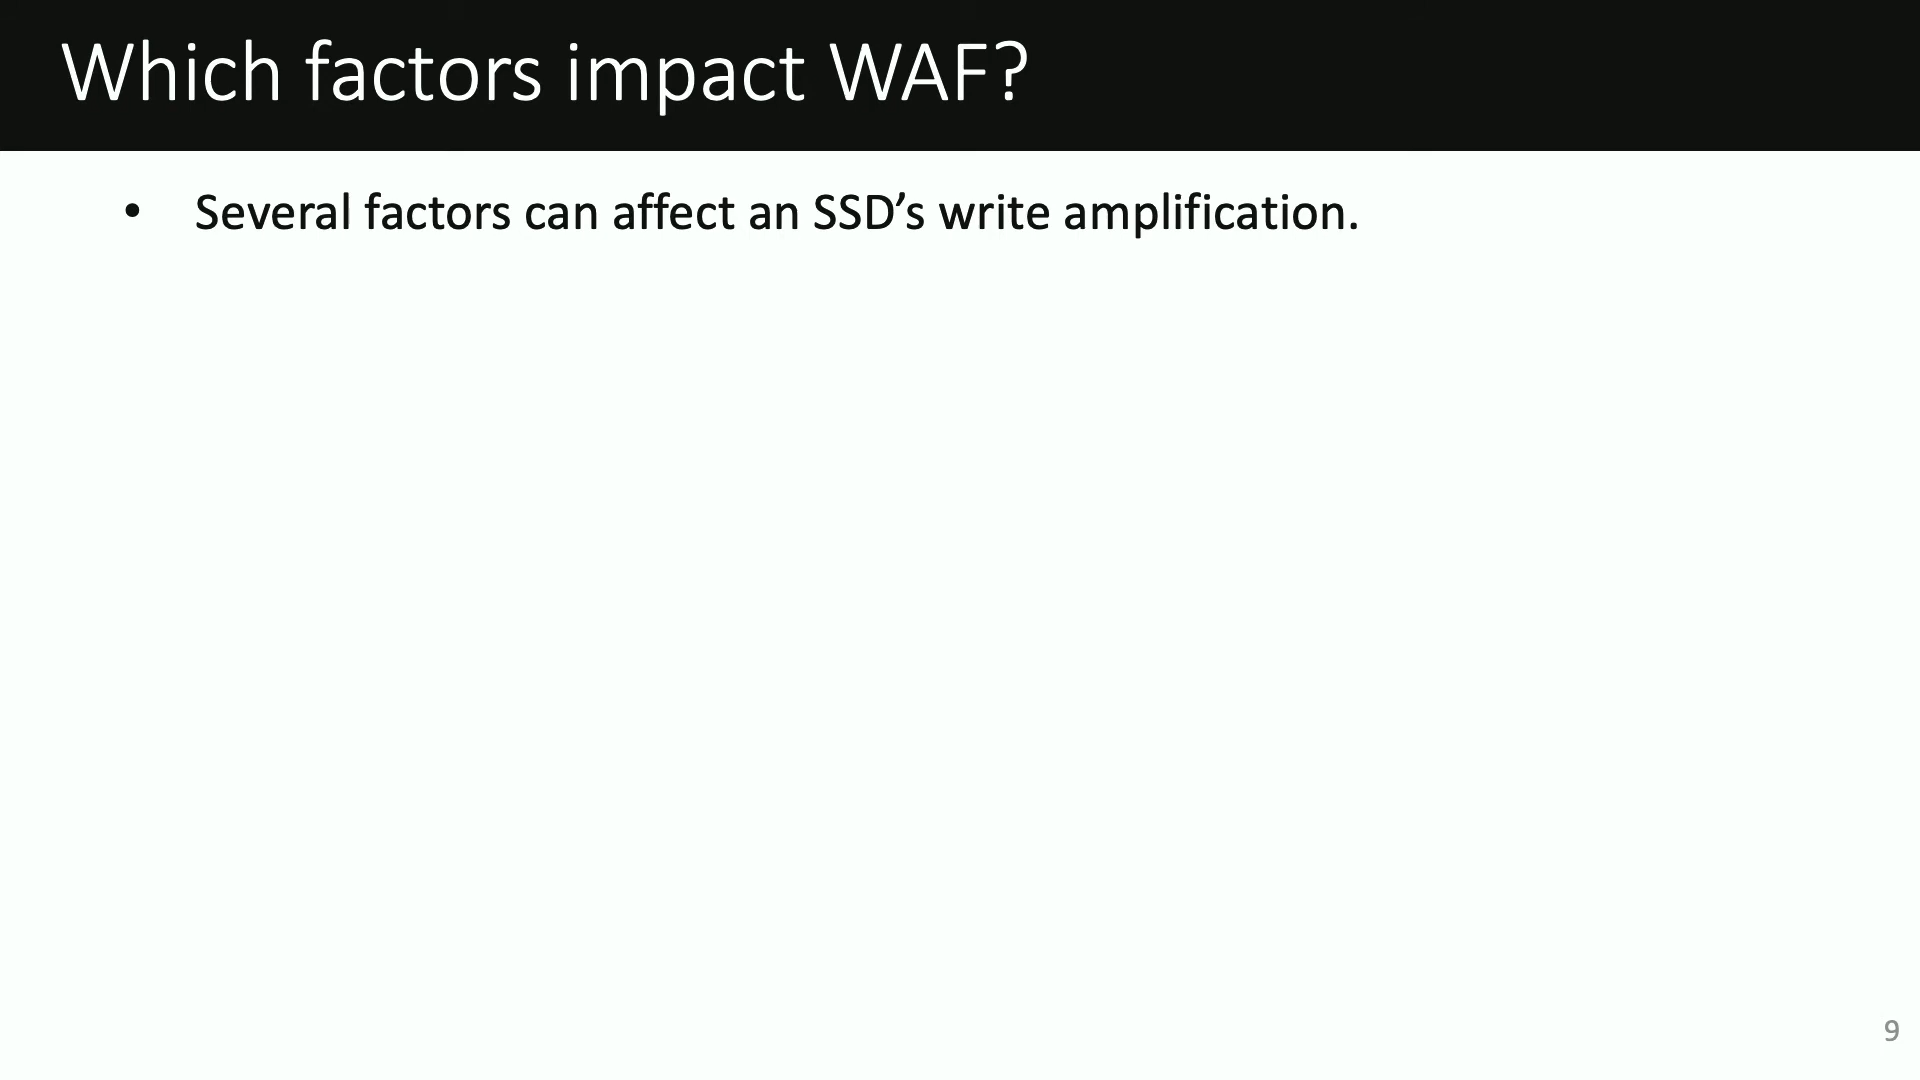 Which factors impact WAF?
• Several factors can affect an SSD’s write amplification.
9